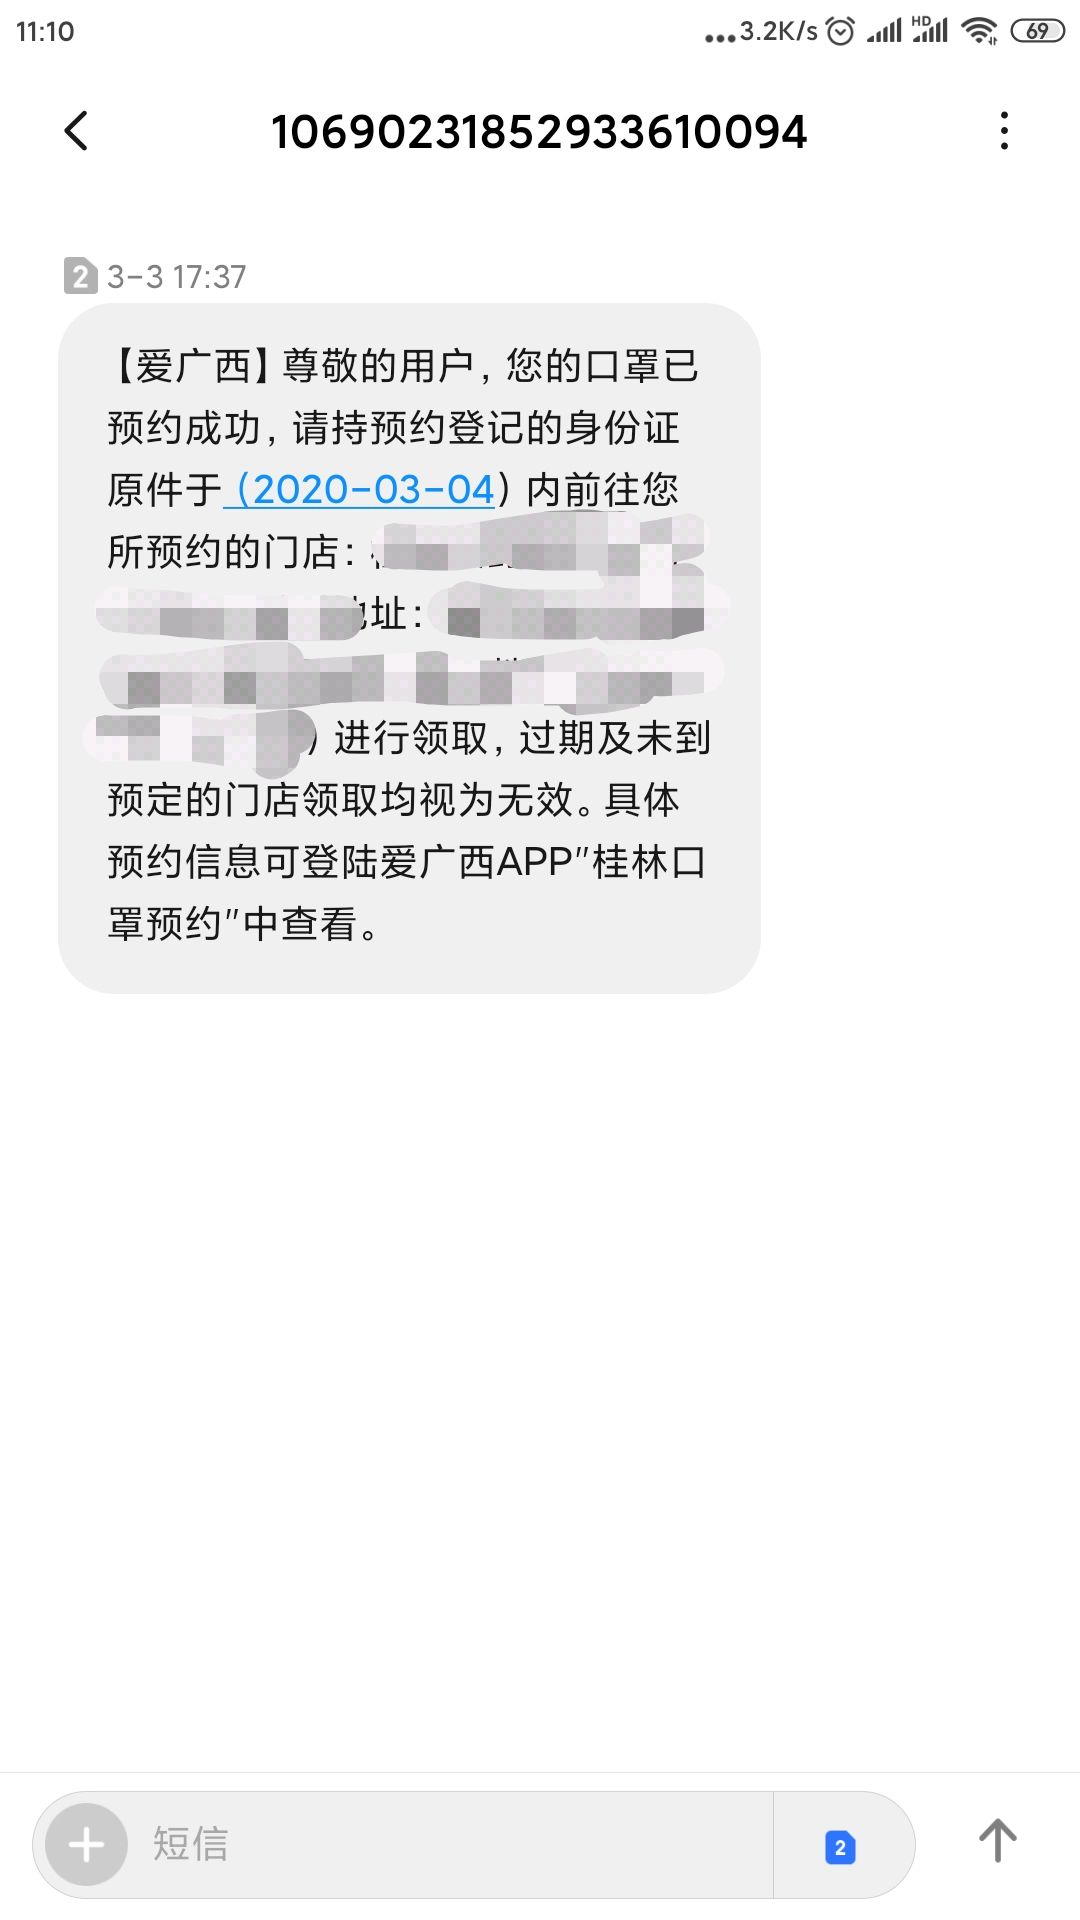 11:10
...3.2K/s HD 69
1069023185293361​0094
2 3-3 17:37
【爱广西】尊敬的用户, 您的口罩已
预约成功, 请持预约登记的身份证
原件于 (2020-03-04) 内前往您
所预约的门店:
址:
) 进行领取, 过期及未到
预定的门店领取均视为无效。具体
预约信息可登陆爱广西APP"桂林口
罩预约"中查看。
短信
2